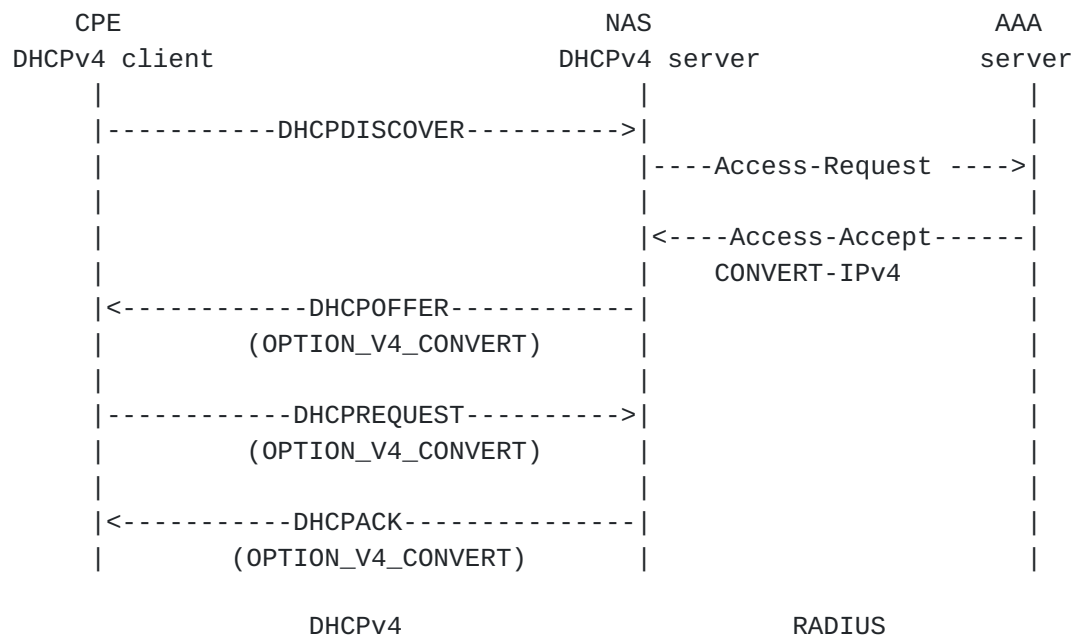 CPE NAS AAA
DHCPv4 client DHCPv4 server server
DHCPDISCOVER
Access-Request
Access-Accept
CONVERT-IPv4
DHCPOFFER
(OPTION_V4_CONVERT)
DHCPREQUEST
(OPTION_V4_CONVERT)
DHCPACK
(OPTION_V4_CONVERT)
DHCPv4 RADIUS